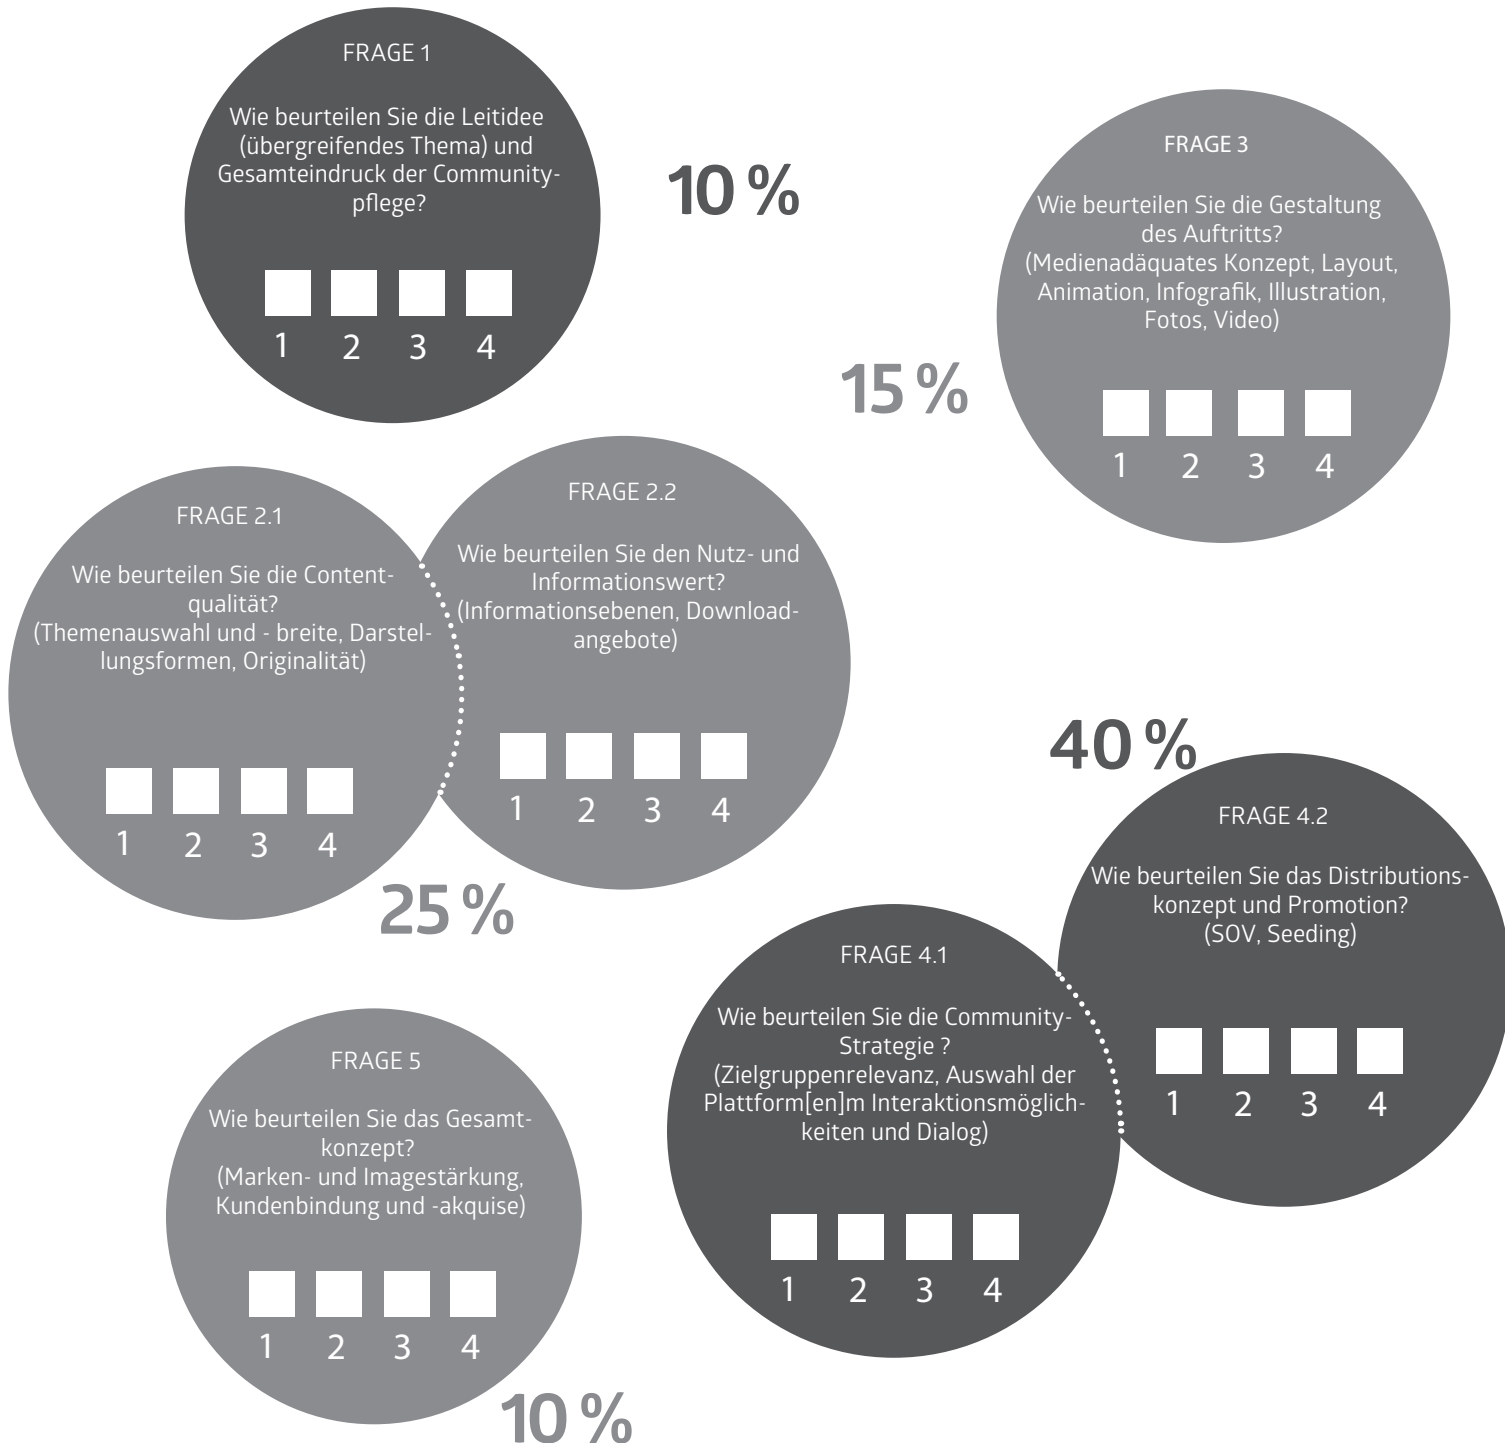 FRAGE 1
Wie beurteilen Sie die Leitidee
(übergreifendes Thema) und
Gesamteindruck der Community-
pflege?
1 2 3 4
10 %
FRAGE 3
Wie beurteilen Sie die Gestaltung
des Auftritts?
(Medienadäquates Konzept, Layout,
Animation, Infografik, Illustration,
Fotos, Video)
1 2 3 4
15 %
FRAGE 2.1
Wie beurteilen Sie die Content-
qualität?
(Themenauswahl und - breite, Darstel-
lungsformen, Originalität)
1 2 3 4
FRAGE 2.2
Wie beurteilen Sie den Nutz- und
Informationswert?
(Informationsebenen, Download-
angebote)
1 2 3 4
25 %
40 %
FRAGE 4.2
Wie beurteilen Sie das Distributions-
konzept und Promotion?
(SOV, Seeding)
1 2 3 4
FRAGE 4.1
Wie beurteilen Sie die Community-
Strategie ?
(Zielgruppenrelevanz, Auswahl der
Plattform[en]m Interaktionsmöglich-
keiten und Dialog)
1 2 3 4
FRAGE 5
Wie beurteilen Sie das Gesamt-
konzept?
(Marken- und Imagestärkung,
Kundenbindung und -akquise)
1 2 3 4
10 %